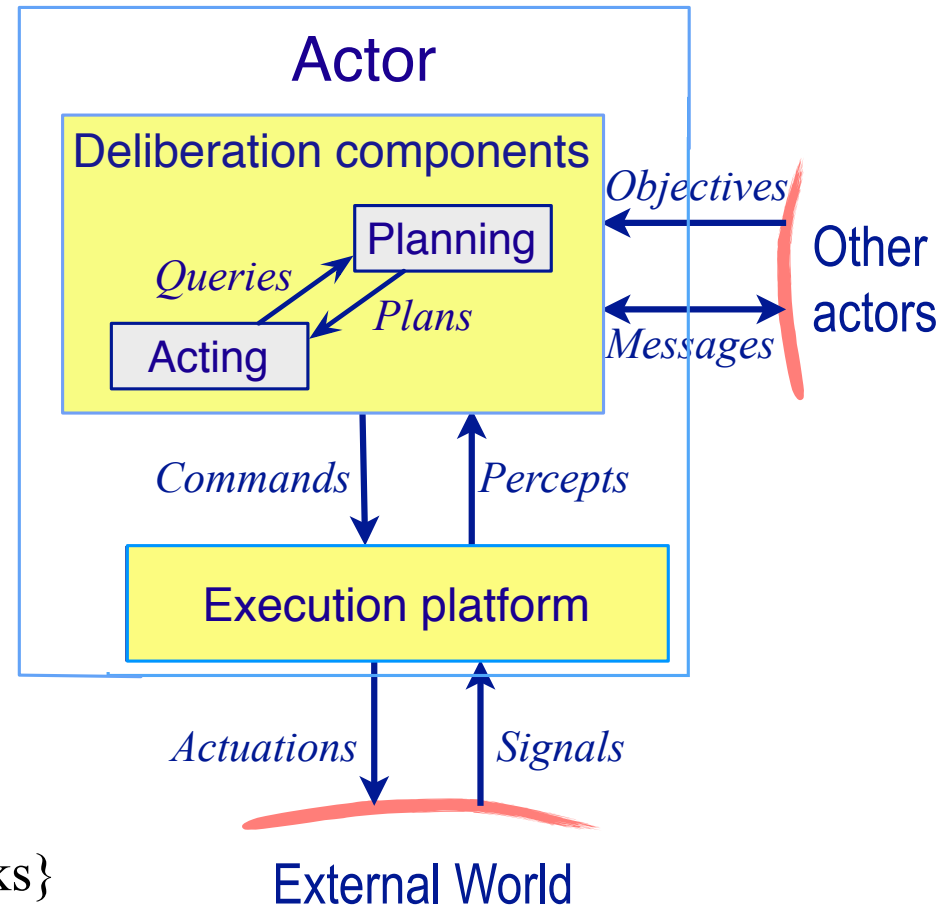 Actor
Deliberation components
Objectives
Planning
Other
actors
Queries
Plans
Messages
Acting
Commands
Percepts
Execution platform
Actuations
Signals
ks}
External World